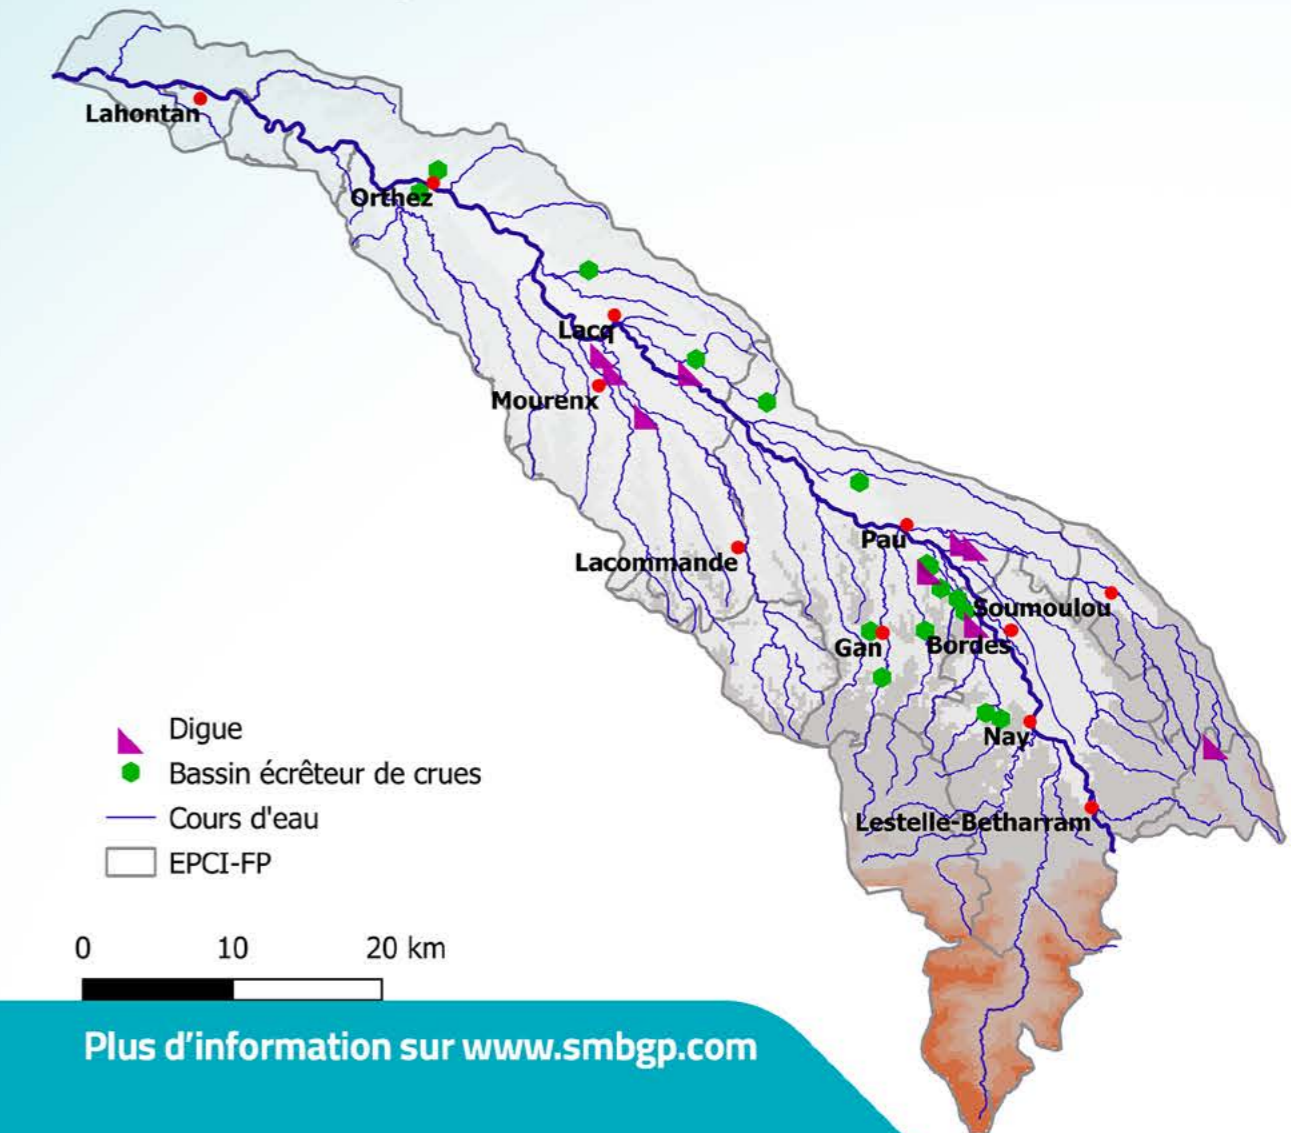 Lahontan
Orthez
Lacq
Mourenx
Pau
Lacommande
Soumoulou
Gan
Bordes
Nay
Lestelle-Betharram
Digue
Bassin écrêteur de crues
Cours d'eau
EPCI-FP
0 10 20 km
Plus d'information sur www.smbgp.com